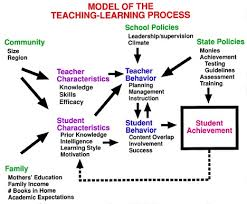 MODEL OF THE
TEACHING-LEARNING PROCESS
School Policies
Leadership/supervision
Climate
Community
Size
Region
State Policies
Monies
Achievement
Testing
Guidelines
Assessment
Training
Teacher
Characteristics
Knowledge
Skills
Efficacy
Teacher
Behavior
Planning
Management
Instruction
Student
Characteristics
Prior Knowledge
Intelligence
Learning Style
Motivation
Student
Behavior
Content Overlap
Involvement
Success
Student
Achievement
Family
Mothers' Education
Family Income
# Books in Home
Academic Expectations